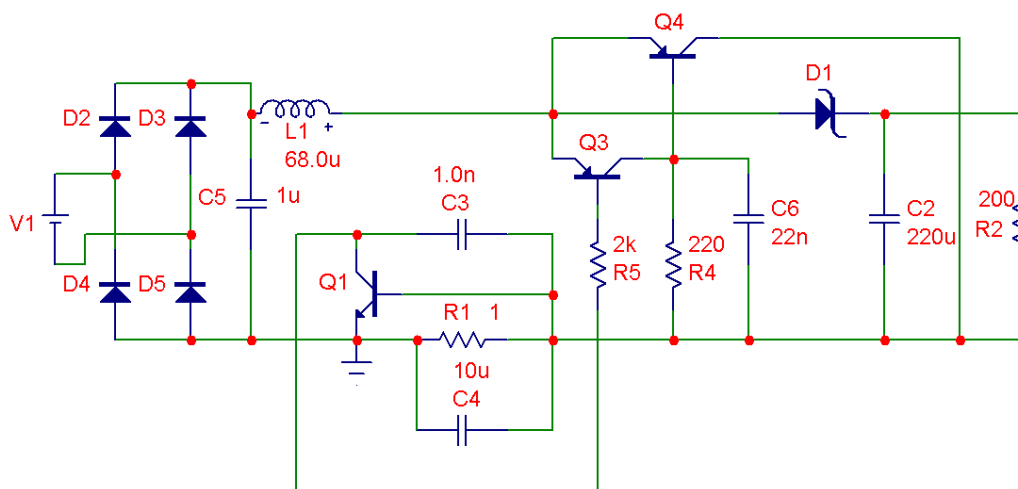 Q4
D1
D2 D3
L1
68.0u
Q3
1.0n
C3
C5 1u
V1
C6
22n
C2
220u
200
R2
2k
R5
220
R4
D4 D5
Q1
R1 1
10u
C4
- +